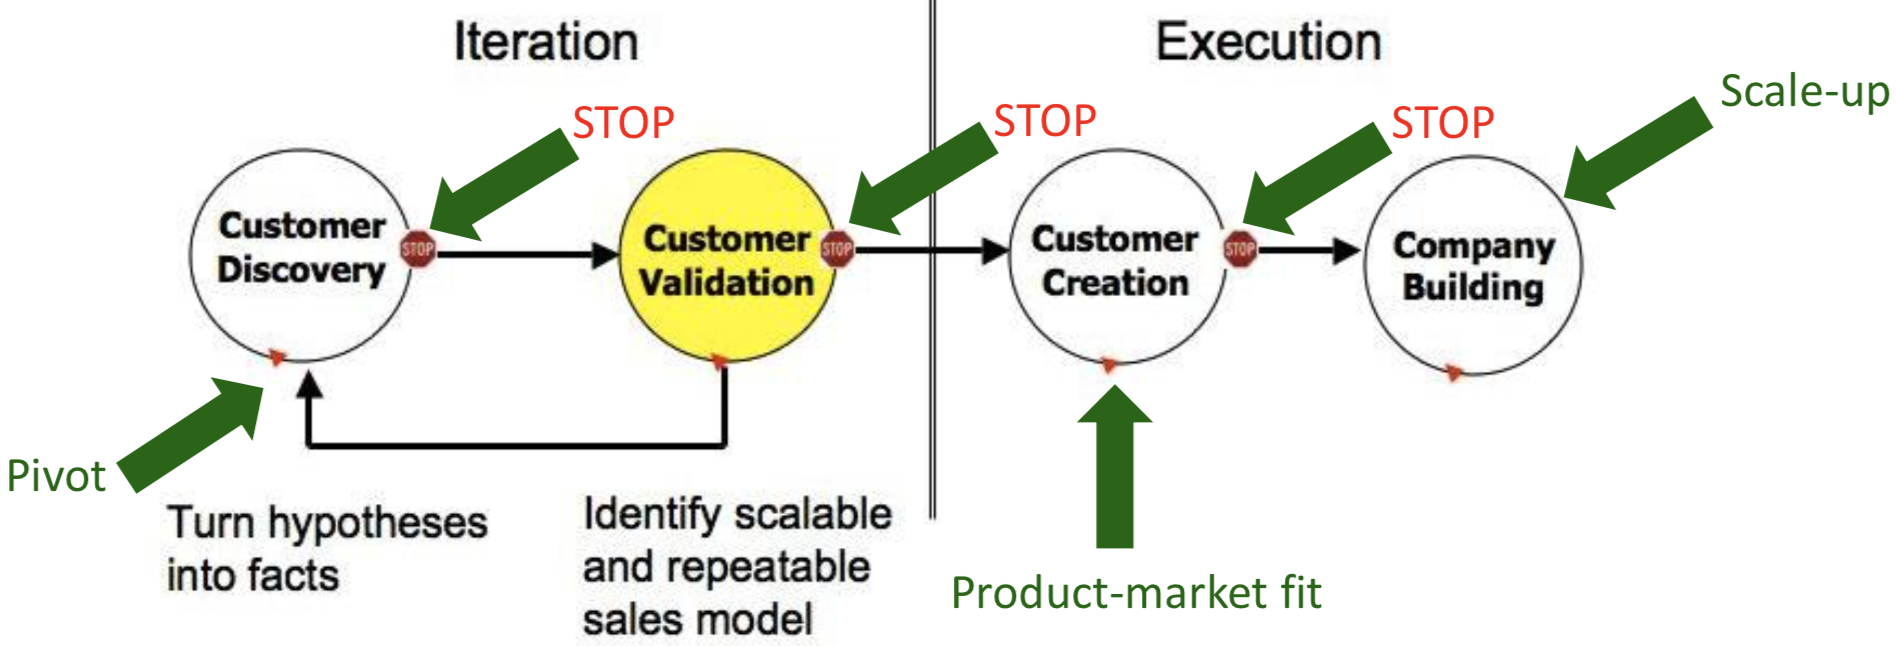 Iteration
Execution
Scale-up
STOP
STOP
STOP
Customer
Discovery
STOP
Customer
Validation
STOP
Customer
Creation
STOP
Company
Building
Pivot
Turn hypotheses
into facts
Identify scalable
and repeatable
sales model
Product-market fit